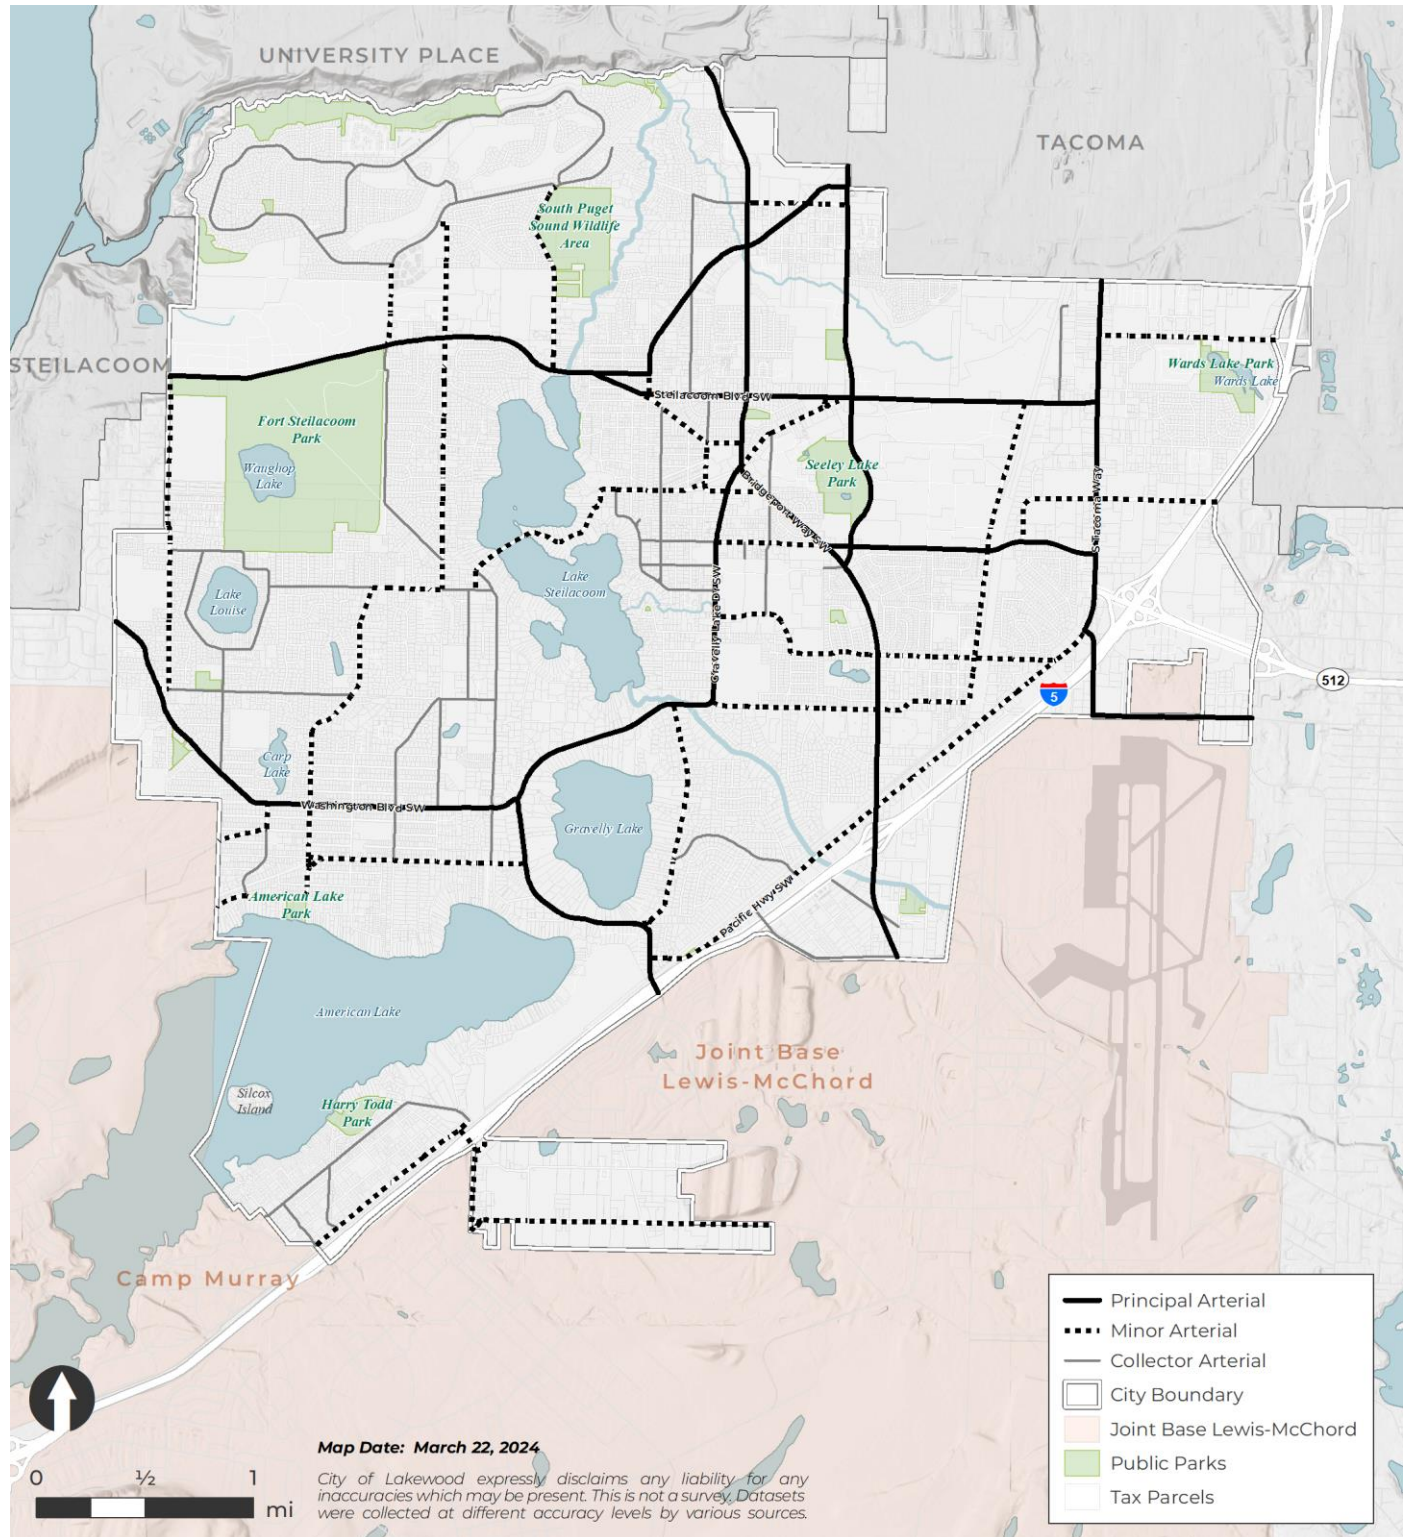 UNIVERSITY PLACE
TACOMA
South Puget
Sound Wildlife
Area
STEILACOOM
Wards Lake Park
Wards Lake
Steilacoom Blvd SW
Fort Steilacoom
Park
Waughop
Lake
Seeley Lake
Park
Bridgeport Way SW
S Tacoma Way
Lake
Steilacoom
Lake
Louise
Gravelly Lake Dr SW
512
5
Carp
Lake
Washington Blvd SW
Gravelly Lake
American Lake
Park
Pacific Hwy SW
American Lake
Joint Base
Lewis-McChord
Silcox
Island
Harry Todd
Park
Camp Murray
Principal Arterial
Minor Arterial
Collector Arterial
City Boundary
Joint Base Lewis-McChord
Public Parks
Tax Parcels
Map Date: March 22, 2024
0 ½ 1
mi
City of Lakewood expressly disclaims any liability for any
inaccuracies which may be present. This is not a survey. Datasets
were collected at different accuracy levels by various sources.